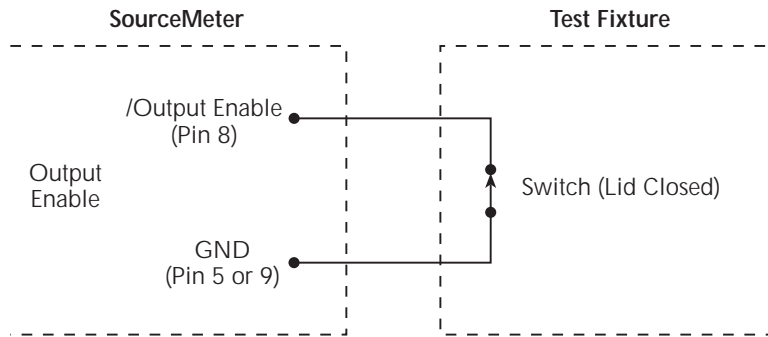 SourceMeter
Test Fixture
/Output Enable
(Pin 8)
Output
Enable
Switch (Lid Closed)
GND
(Pin 5 or 9)